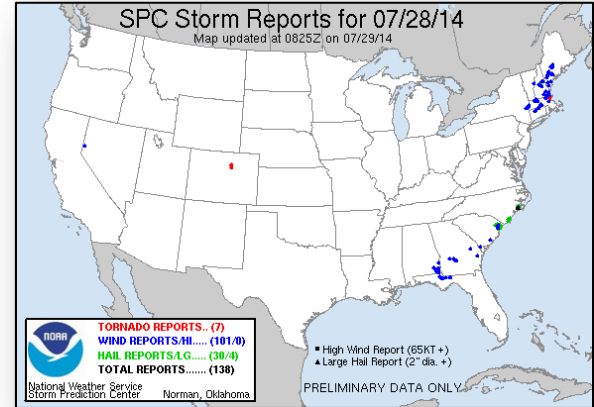 SPC Storm Reports for 07/28/14
Map updated at 0825Z on 07/29/14
NOAA
TORNADO REPORTS.. (7)
WIND REPORTS/HI..... (101/0)
HAIL REPORTS/LG..... (30/4)
TOTAL REPORTS....... (138)
National Weather Service
Storm Prediction Center Norman, Oklahoma
High Wind Report (65KT +)
Large Hail Report (2" dia. +)
PRELIMINARY DATA ONLY